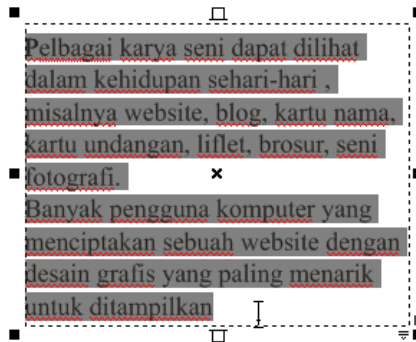 Pelbagai karya seni dapat dilihat
dalam kehidupan sehari-hari ,
misalnya website, blog, kartu nama,
kartu undangan, liflet, brosur, seni
fotografi.
Banyak pengguna komputer yang
menciptakan sebuah website dengan
desain grafis yang paling menarik
untuk ditampilkan